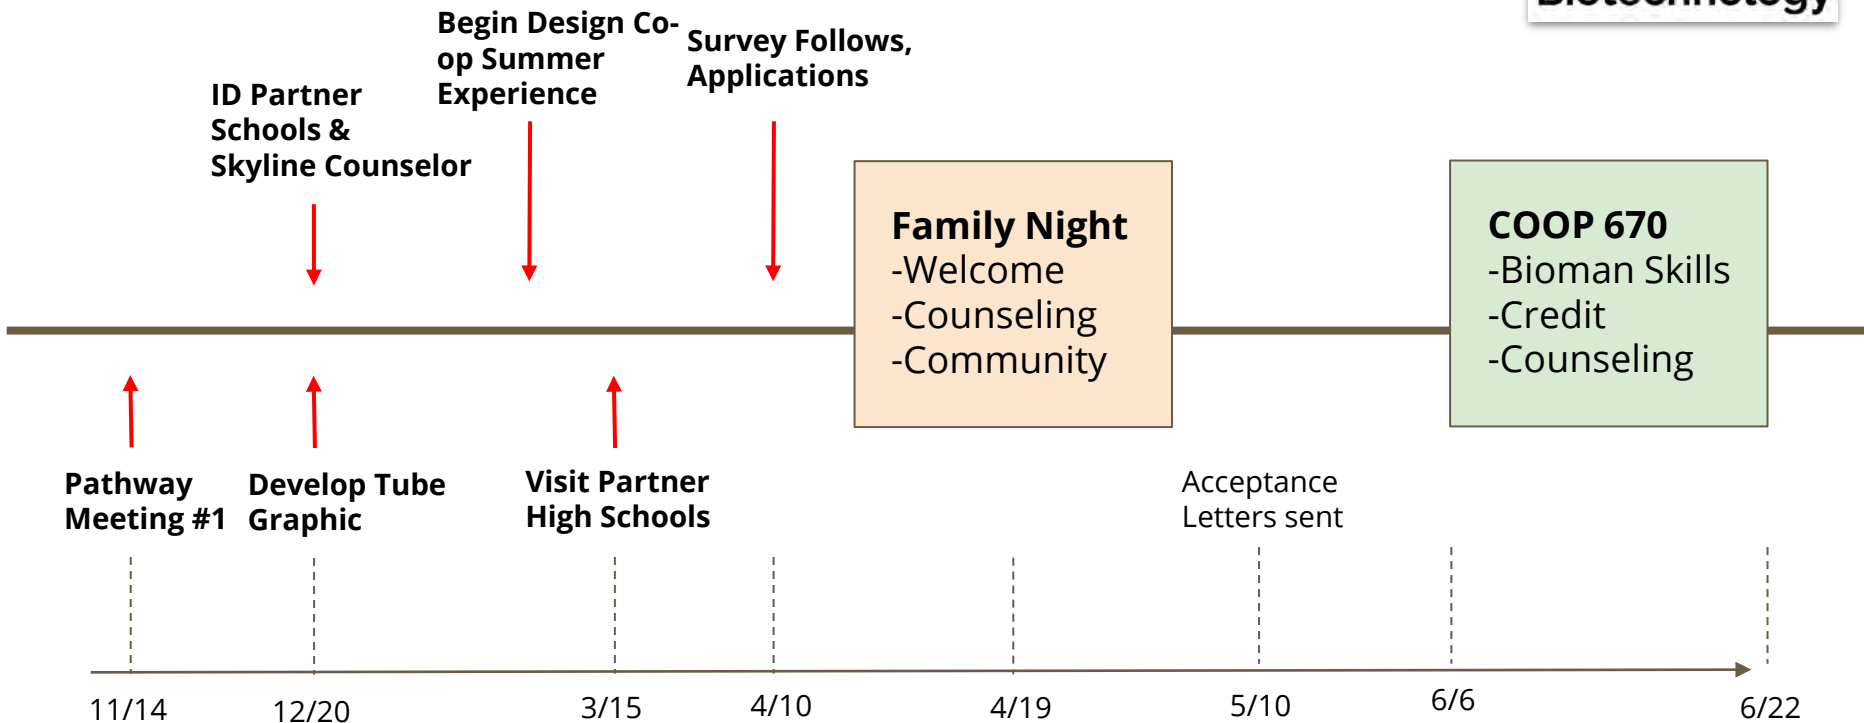 Biotechnology
Begin Design Co-
op Summer
Experience
Survey Follows,
Applications
ID Partner
Schools &
Skyline Counselor
Family Night
-Welcome
-Counseling
-Community
COOP 670
-Bioman Skills
-Credit
-Counseling
Pathway
Meeting #1
Develop Tube
Graphic
Visit Partner
High Schools
Acceptance
Letters sent
11/14
12/20
3/15
4/10
4/19
5/10
6/6
6/22